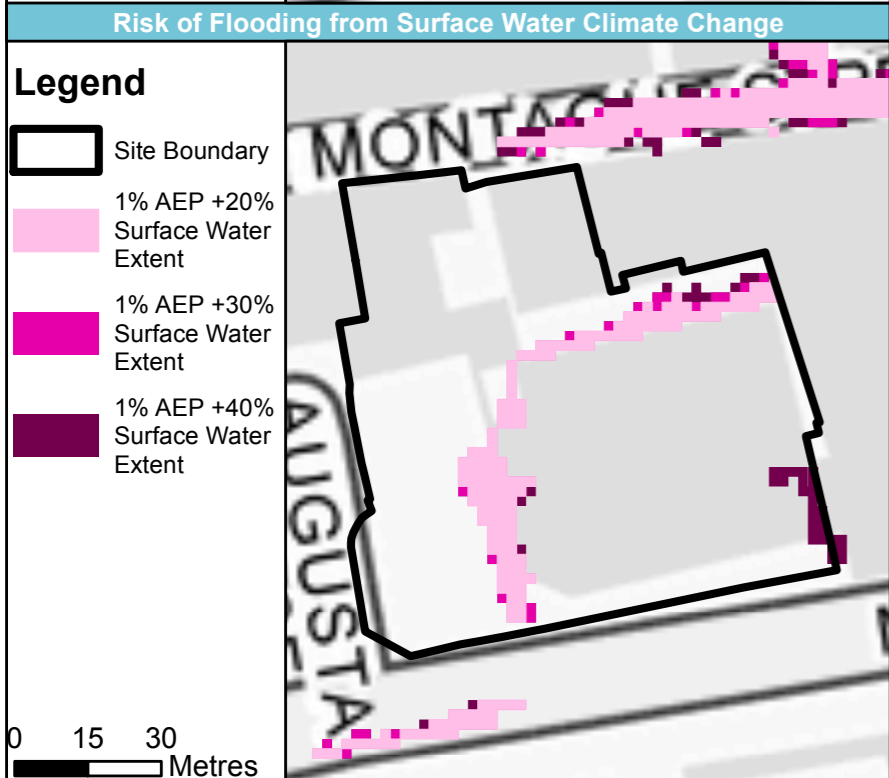 Risk of Flooding from Surface Water Climate Change
Legend
Site Boundary
1% AEP +20%
Surface Water
Extent
1% AEP +30%
Surface Water
Extent
1% AEP +40%
Surface Water
Extent
0 15 30
Metres
MONTAGUE
AUGUSTA